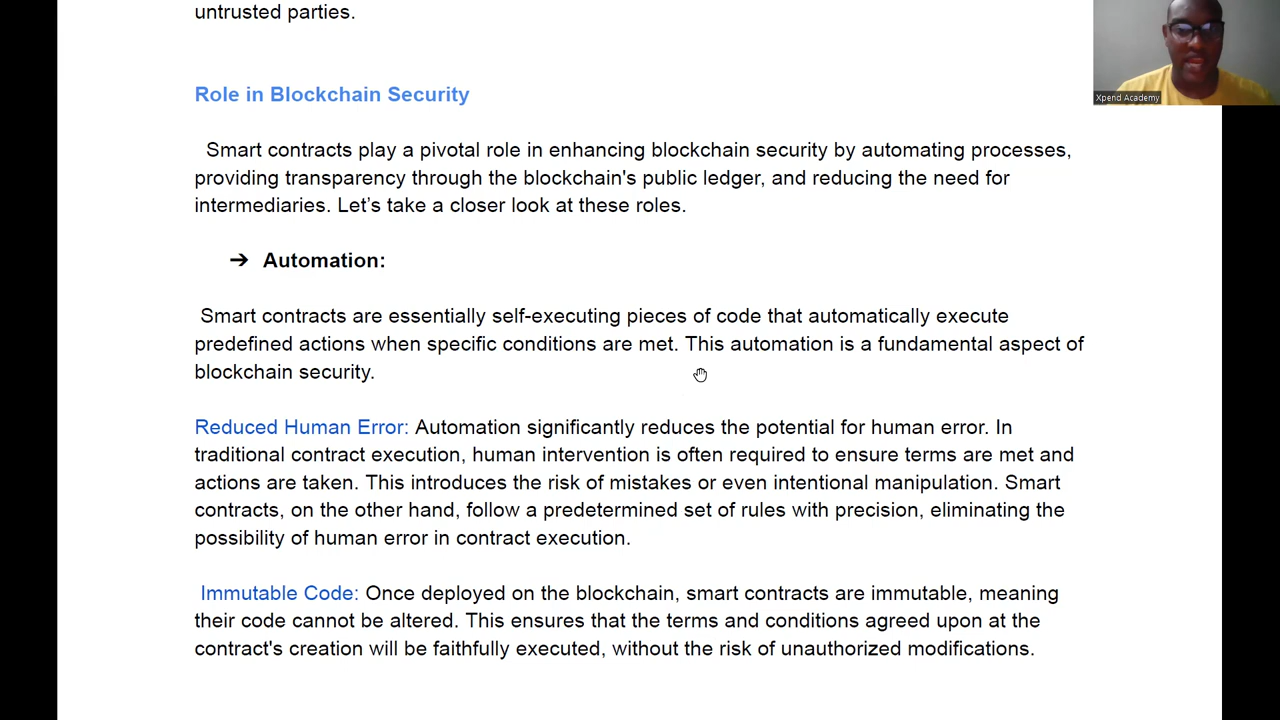 untrusted parties.
Role in Blockchain Security
Smart contracts play a pivotal role in enhancing blockchain security by automating processes,
providing transparency through the blockchain's public ledger, and reducing the need for
intermediaries. Let’s take a closer look at these roles.
➔ Automation:
Smart contracts are essentially self-executing pieces of code that automatically execute
predefined actions when specific conditions are met. This automation is a fundamental aspect of
blockchain security.
Reduced Human Error: Automation significantly reduces the potential for human error. In
traditional contract execution, human intervention is often required to ensure terms are met and
actions are taken. This introduces the risk of mistakes or even intentional manipulation. Smart
contracts, on the other hand, follow a predetermined set of rules with precision, eliminating the
possibility of human error in contract execution.
Immutable Code: Once deployed on the blockchain, smart contracts are immutable, meaning
their code cannot be altered. This ensures that the terms and conditions agreed upon at the
contract's creation will be faithfully executed, without the risk of unauthorized modifications.
Xpend Academy